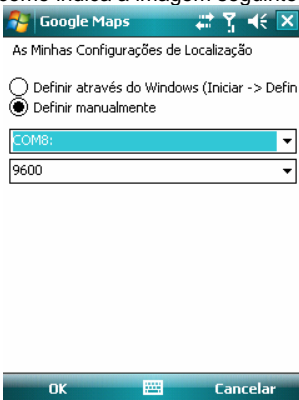 como indica a imagem seguinte
Google Maps
As Minhas Configurações de
Localização
Definir através do Windows (Iniciar -> Defin
Definir manualmente
COM8:
9600
OK Cancelar